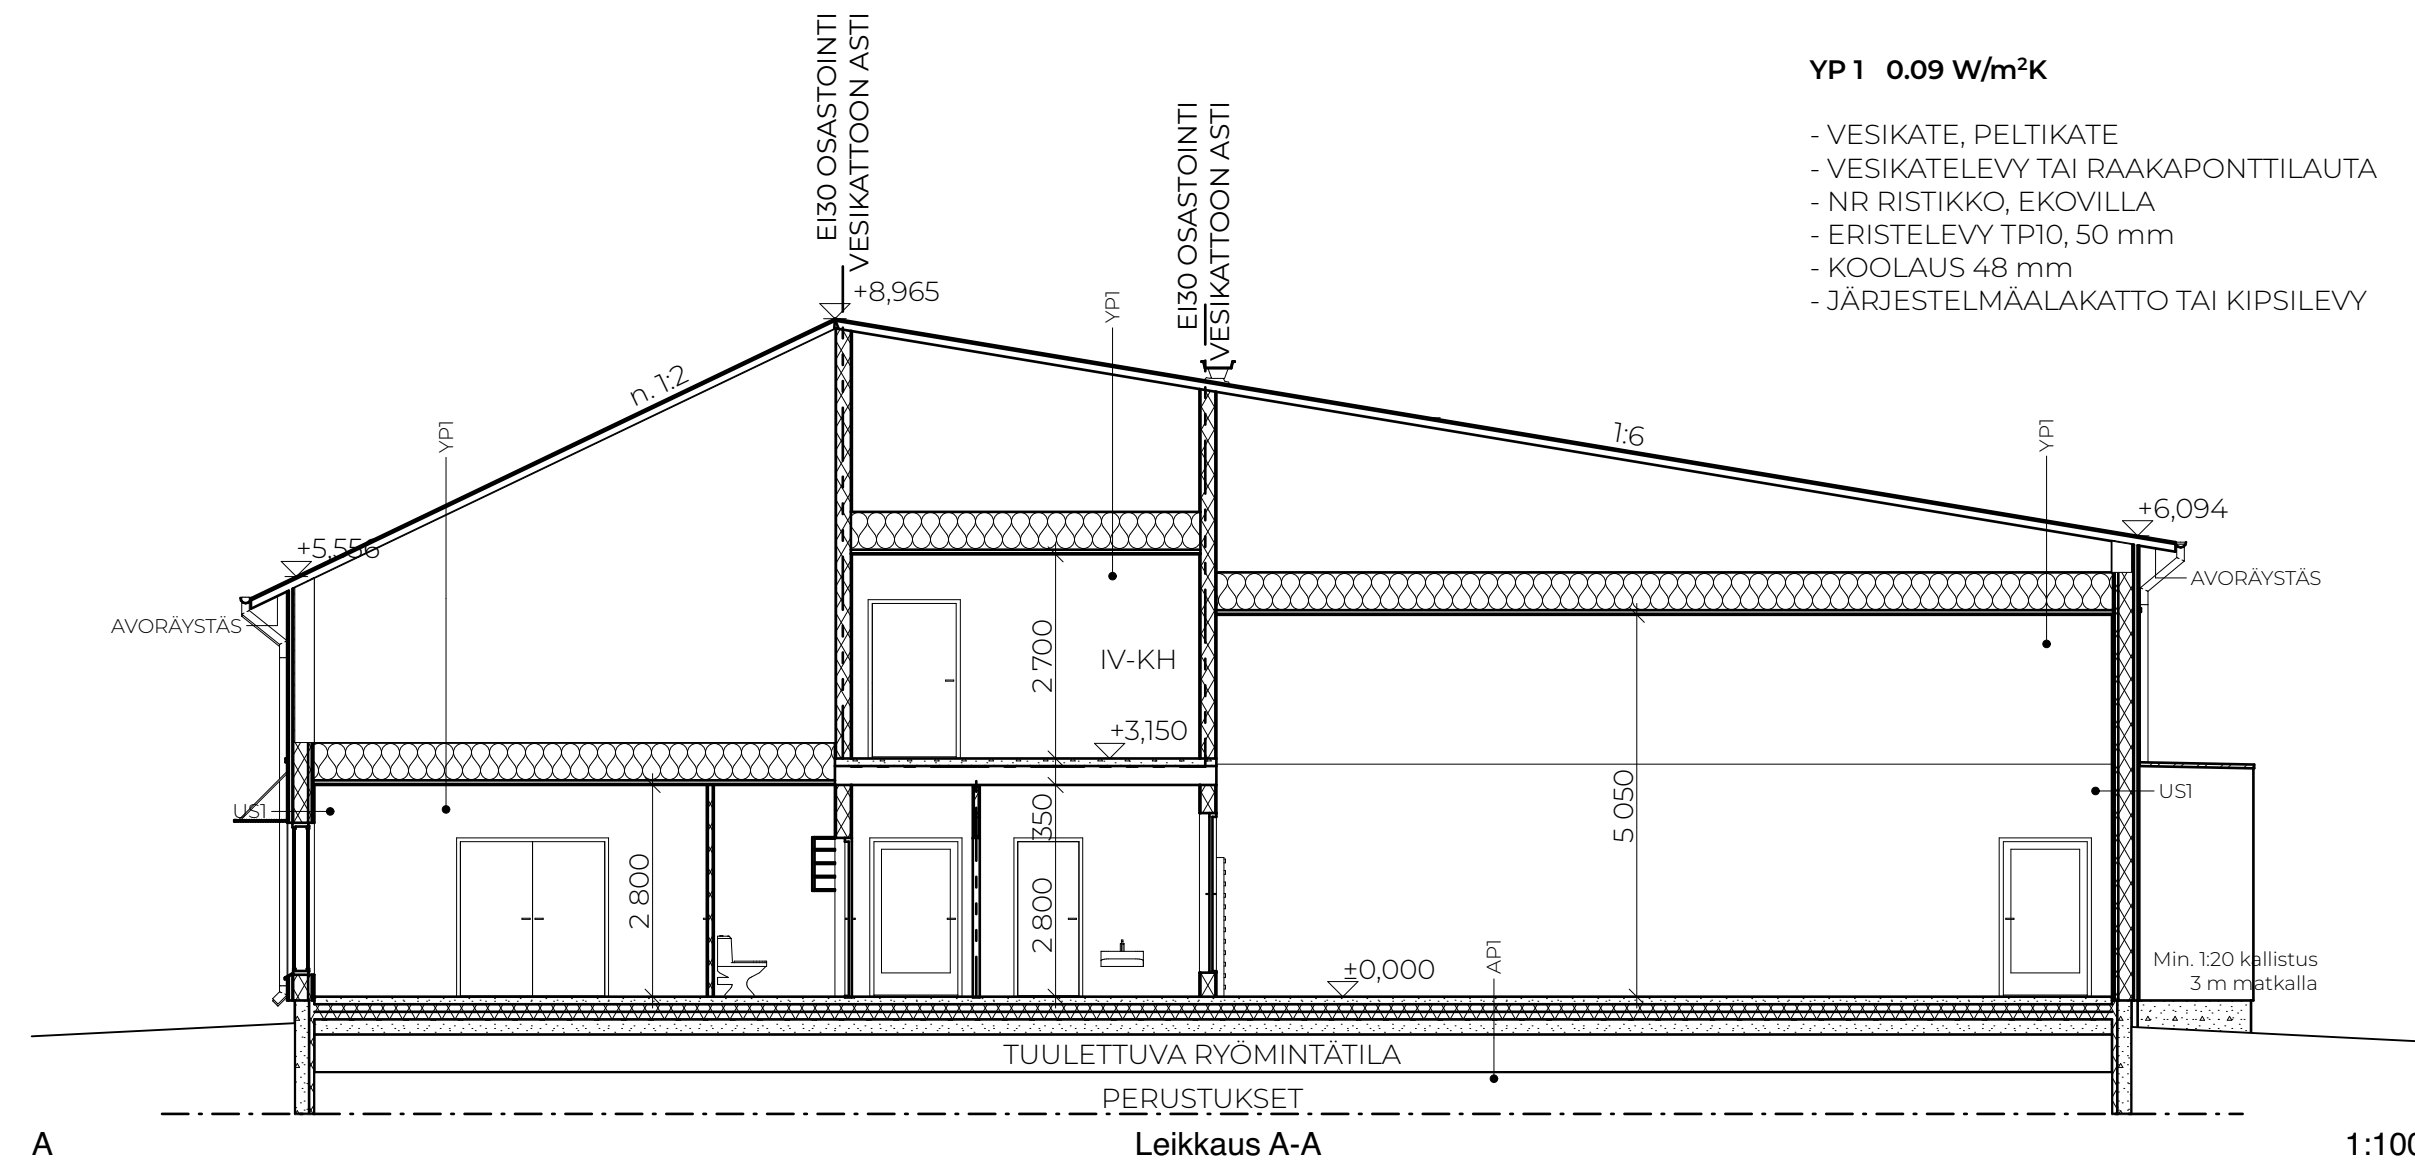 EI30 OSASTOINTI
VESIKATTOON ASTI
EI30 OSASTOINTI
VESIKATTOON ASTI
YP 1 0.09 W/m²K
- VESIKATE, PELTIKATE
- VESIKATELEVY TAI RAAKAPONTTILAUTA
- NR RISTIKKO, EKOVILLA
- ERISTELEVY TP10, 50 mm
- KOOLAUS 48 mm
- JÄRJESTELMÄALAKATTO TAI KIPSILEVY
+8,965
YP1
n. 1:2
1:6
YP1
YP1
+6,094
+5,556
AVORÄYSTÄS
AVORÄYSTÄS
2 700
IV-KH
+3,150
US1
US1
350
5 050
2 800
2 800
±0,000
AP1
Min. 1:20 kallistus
3 m matkalla
TUULETTUVA RYÖMINTÄTILA
PERUSTUKSET
A
Leikkaus A-A
1:100